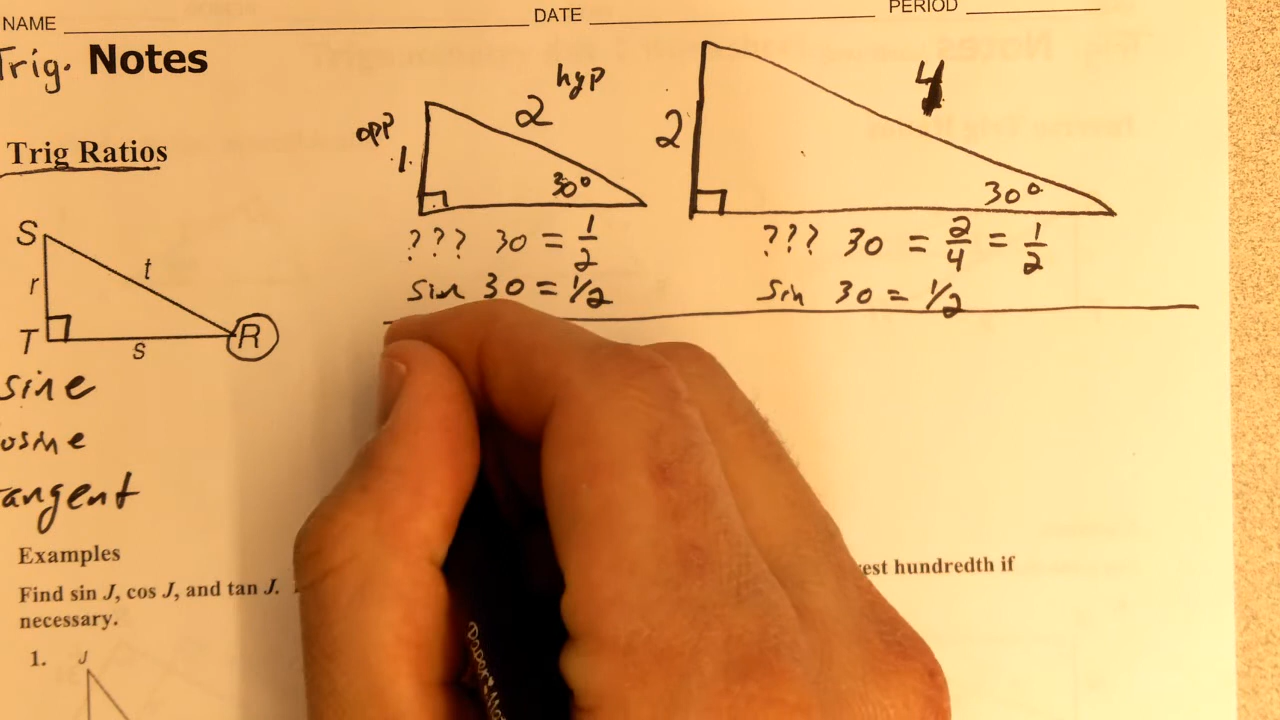 NAME DATE PERIOD
Trig. Notes
Trig Ratios
opp
1
2
hyp
30°
??? 30 = 1/2
Sin 30 = 1/2
2
4
30°
??? 30 = 2/4 = 1/2
Sin 30 = 1/2
S
r
t
T
s
R
sine
osine
angent
Examples
Find sin J, cos J, and tan J.
est hundredth if
necessary.
1.
J
Paper Mat